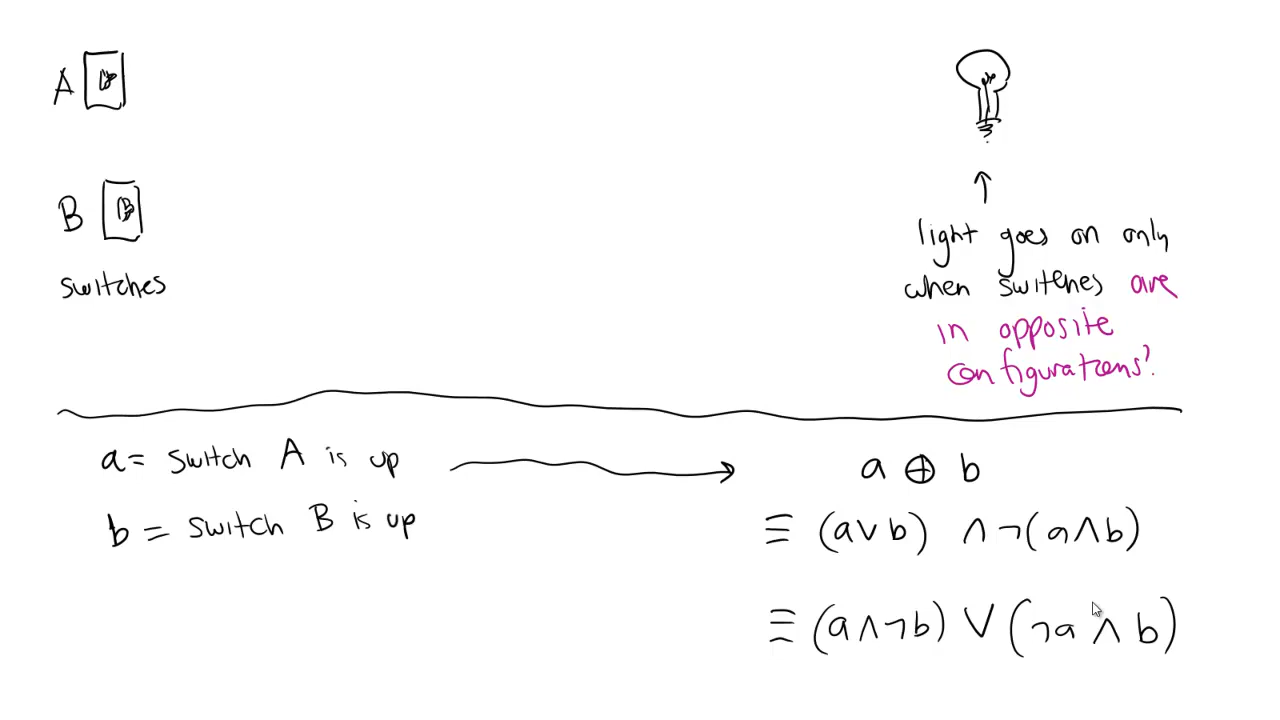 A
B
switches
light goes on only
when switches are
in opposite
configurations?
a = switch A is up
b = switch B is up
a ⊕ b
≡ (a ∨ b) ∧ ¬(a ∧ b)
≡ (a ∧ ¬b) ∨ (¬a ∧ b)